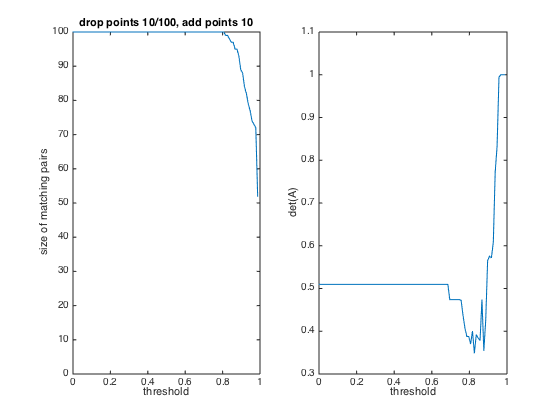 drop points 10/100, add points 10
size of matching pairs
100
90
80
70
60
50
40
30
20
10
0
0 0.2 0.4 0.6 0.8 1
threshold
det(A)
1.1
1
0.9
0.8
0.7
0.6
0.5
0.4
0.3
0 0.2 0.4 0.6 0.8 1
threshold